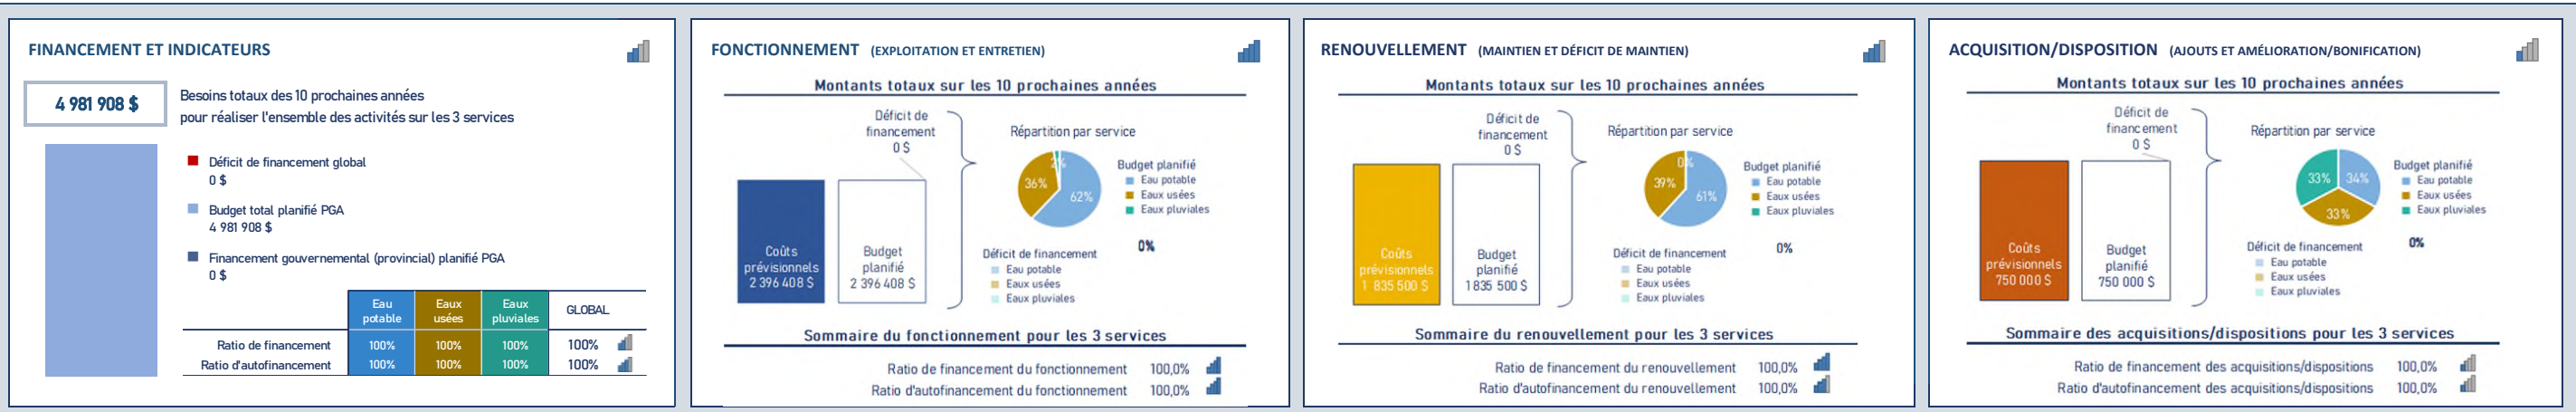 FINANCEMENT ET INDICATEURS
4 981 908 $
Besoins totaux des 10 prochaines années
pour réaliser l'ensemble des activités sur les 3 services
Déficit de financement global
0 $
Budget total planifié PGA
4 981 908 $
Financement gouvernemental (provincial) planifié PGA
0 $
Eau potable Eaux usées Eaux pluviales GLOBAL
Ratio de financement 100% 100% 100% 100%
Ratio d'autofinancement 100% 100% 100% 100%
FONCTIONNEMENT (EXPLOITATION ET ENTRETIEN)
Montants totaux sur les 10 prochaines années
Déficit de
financement
0 $
Coûts
prévisionnels
2 396 408 $
Budget
planifié
2 396 408 $
Répartition par service
2%
36%
62%
Budget planifié
Eau potable
Eaux usées
Eaux pluviales
0%
Déficit de financement
Eau potable
Eaux usées
Eaux pluviales
Sommaire du fonctionnement pour les 3 services
Ratio de financement du fonctionnement 100,0%
Ratio d'autofinancement du fonctionnement 100,0%
RENOUVELLEMENT (MAINTIEN ET DÉFICIT DE MAINTIEN)
Montants totaux sur les 10 prochaines années
Déficit de
financement
0 $
Coûts
prévisionnels
1 835 500 $
Budget
planifié
1 835 500 $
Répartition par service
0%
39%
61%
Budget planifié
Eau potable
Eaux usées
Eaux pluviales
0%
Déficit de financement
Eau potable
Eaux usées
Eaux pluviales
Sommaire du renouvellement pour les 3 services
Ratio de financement du renouvellement 100,0%
Ratio d'autofinancement du renouvellement 100,0%
ACQUISITION/DISPOSITION (AJOUTS ET AMÉLIORATION/BONIFICATION)
Montants totaux sur les 10 prochaines années
Déficit de
financement
0 $
Coûts
prévisionnels
750 000 $
Budget
planifié
750 000 $
Répartition par service
33%
34%
33%
Budget planifié
Eau potable
Eaux usées
Eaux pluviales
0%
Déficit de financement
Eau potable
Eaux usées
Eaux pluviales
Sommaire des acquisitions/dispositions pour les 3 services
Ratio de financement des acquisitions/dispositions 100,0%
Ratio d'autofinancement des acquisitions/dispositions 100,0%